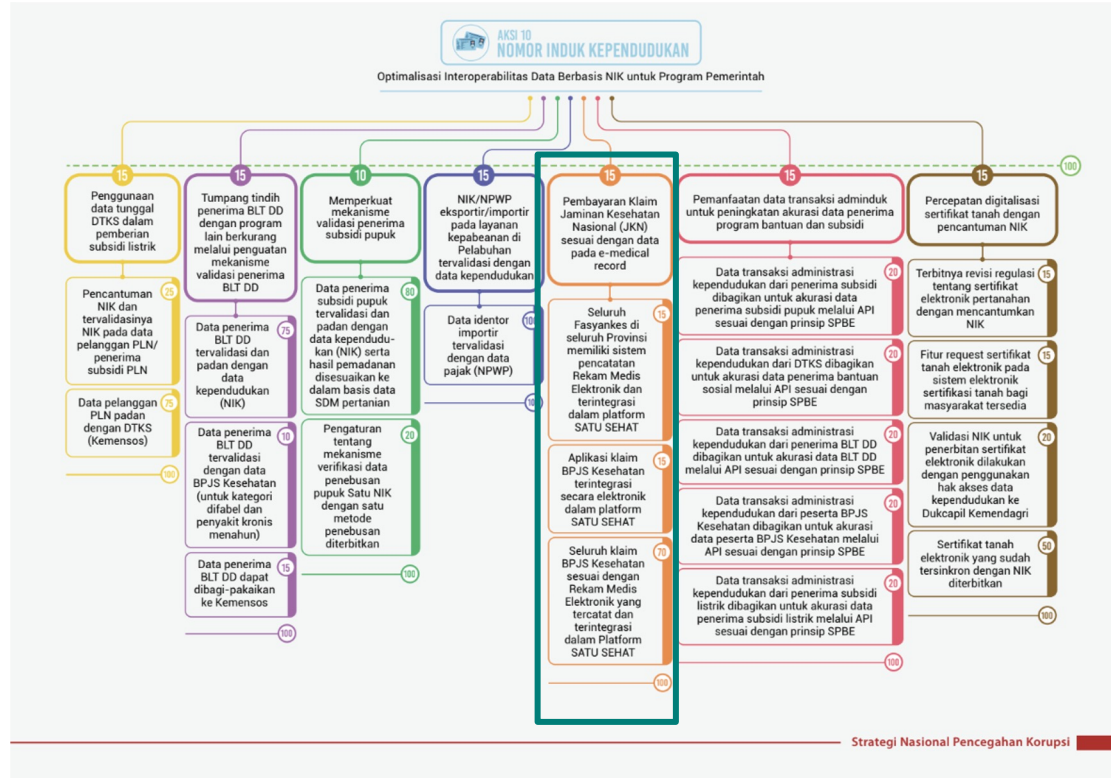 AKSI 10
NOMOR INDUK KEPENDUDUKAN
Optimalisasi Interoperabilitas Data Berbasis NIK untuk Program Pemerintah
100
15
Penggunaan
data tunggal
DTKS dalam
pemberian
subsidi listrik
Pencantuman
NIK dan
tervalidasinya
NIK pada data
pelanggan PLN/
penerima
subsidi PLN
25
Data pelanggan
PLN padan
dengan DTKS
(Kemensos)
75
100
15
Tumpang tindih
penerima BLT DD
dengan program
lain berkurang
melalui penguatan
mekanisme
validasi penerima
BLT DD
Data penerima
BLT DD
tervalidasi dan
padan dengan
data
kependudukan
(NIK)
75
Data penerima
BLT DD
tervalidasi
dengan data
BPJS Kesehatan
(untuk kategori
difabel dan
penyakit kronis
menahun)
10
Data penerima
BLT DD dapat
dibagi-pakaikan
ke Kemensos
15
100
10
Memperkuat
mekanisme
validasi penerima
subsidi pupuk
Data penerima
subsidi pupuk
tervalidasi dan
padan dengan
data kependudu-
kan (NIK) serta
hasil pemadanan
disesuaikan ke
dalam basis data
SDM pertanian
80
Pengaturan
tentang
mekanisme
verifikasi data
penebusan
pupuk Satu NIK
dengan satu
metode
penebusan
diterbitkan
20
100
15
NIK/NPWP
eksportir/importir
pada layanan
kepabeanan di
Pelabuhan
tervalidasi dengan
data kependudukan
Data identor
importir
tervalidasi
dengan data
pajak (NPWP)
100
100
15
Pembayaran Klaim
Jaminan Kesehatan
Nasional (JKN)
sesuai dengan data
pada e-medical
record
Seluruh
Fasyankes di
seluruh Provinsi
memiliki sistem
pencatatan
Rekam Medis
Elektronik dan
terintegrasi
dalam platform
SATU SEHAT
15
Aplikasi klaim
BPJS Kesehatan
terintegrasi
secara elektronik
dalam platform
SATU SEHAT
15
Seluruh klaim
BPJS Kesehatan
sesuai dengan
Rekam Medis
Elektronik yang
tercatat dan
terintegrasi
dalam Platform
SATU SEHAT
70
100
15
Pemanfaatan data transaksi adminduk
untuk peningkatan akurasi data penerima
program bantuan dan subsidi
Data transaksi administrasi
kependudukan dari penerima subsidi
dibagikan untuk akurasi data
penerima subsidi pupuk melalui API
sesuai dengan prinsip SPBE
20
Data transaksi administrasi
kependudukan dari DTKS dibagikan
untuk akurasi data penerima bantuan
sosial melalui API sesuai dengan
prinsip SPBE
20
Data transaksi administrasi
kependudukan dari penerima BLT DD
dibagikan untuk akurasi data BLT DD
melalui API sesuai dengan prinsip SPBE
20
Data transaksi administrasi
kependudukan dari peserta BPJS
Kesehatan dibagikan untuk akurasi
data peserta BPJS Kesehatan melalui
API sesuai dengan prinsip SPBE
20
Data transaksi administrasi
kependudukan dari penerima subsidi
listrik dibagikan untuk akurasi data
penerima subsidi listrik melalui API
sesuai dengan prinsip SPBE
20
100
15
Percepatan digitalisasi
sertifikat tanah dengan
pencantuman NIK
Terbitnya revisi regulasi
tentang sertifikat
elektronik pertanahan
dengan mencantumkan
NIK
15
Fitur request sertifikat
tanah elektronik pada
sistem elektronik
sertifikasi tanah bagi
masyarakat tersedia
15
Validasi NIK untuk
penerbitan sertifikat
elektronik dilakukan
dengan penggunaan
hak akses data
kependudukan ke
Dukcapil Kemendagri
20
Sertifikat tanah
elektronik yang sudah
tersinkron dengan NIK
diterbitkan
50
100
Strategi Nasional Pencegahan Korupsi